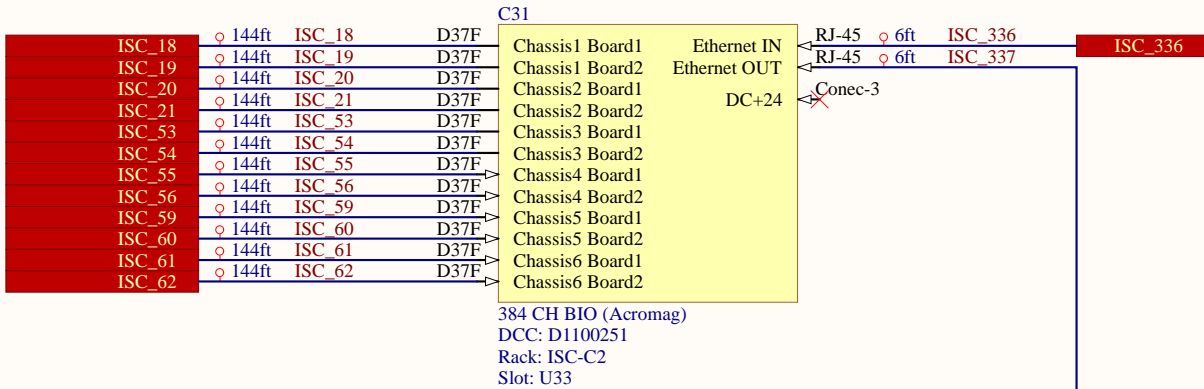 C31
ISC_18 144ft ISC_18 D37F Chassis1 Board1 Ethernet IN RJ-45 6ft ISC_336 ISC_336
ISC_19 144ft ISC_19 D37F Chassis1 Board2 Ethernet OUT RJ-45 6ft ISC_337
ISC_20 144ft ISC_20 D37F Chassis2 Board1
ISC_21 144ft ISC_21 D37F Chassis2 Board2 DC+24 Conec-3
ISC_53 144ft ISC_53 D37F Chassis3 Board1
ISC_54 144ft ISC_54 D37F Chassis3 Board2
ISC_55 144ft ISC_55 D37F Chassis4 Board1
ISC_56 144ft ISC_56 D37F Chassis4 Board2
ISC_59 144ft ISC_59 D37F Chassis5 Board1
ISC_60 144ft ISC_60 D37F Chassis5 Board2
ISC_61 144ft ISC_61 D37F Chassis6 Board1
ISC_62 144ft ISC_62 D37F Chassis6 Board2
384 CH BIO (Acromag)
DCC: D1100251
Rack: ISC-C2
Slot: U33